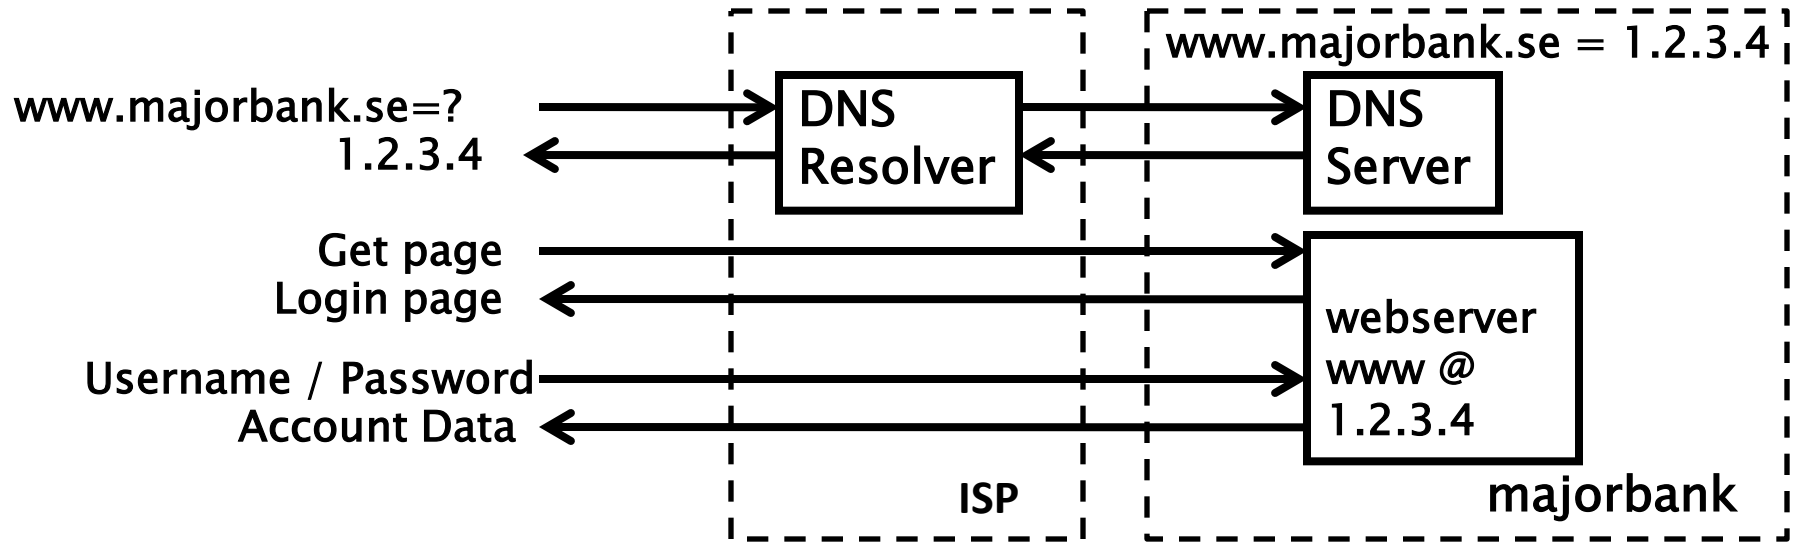 www.majorbank.se = 1.2.3.4
www.majorbank.se=?
1.2.3.4
DNS
Resolver
DNS
Server
Get page
Login page
Username / Password
Account Data
webserver
www @
1.2.3.4
ISP
majorbank